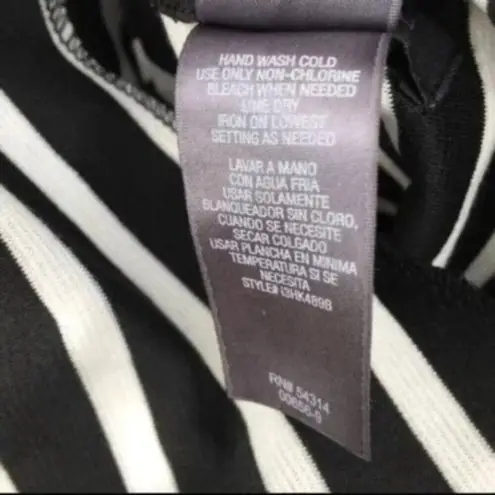 HAND WASH COLD
USE ONLY NON-CHLORINE
BLEACH WHEN NEEDED
LINE DRY
IRON ON LOWEST
SETTING AS NEEDED
LAVAR A MANO
CON AGUA FRIA
USAR SOLAMENTE
BLANQUEADOR SIN CLORO,
CUANDO SE NECESITE
SECAR COLGADO
USAR PLANCHA EN MINIMA
TEMPERATURA SI SE
NECESITA
STYLE# I3HK489B
RN# 54314
00656-9